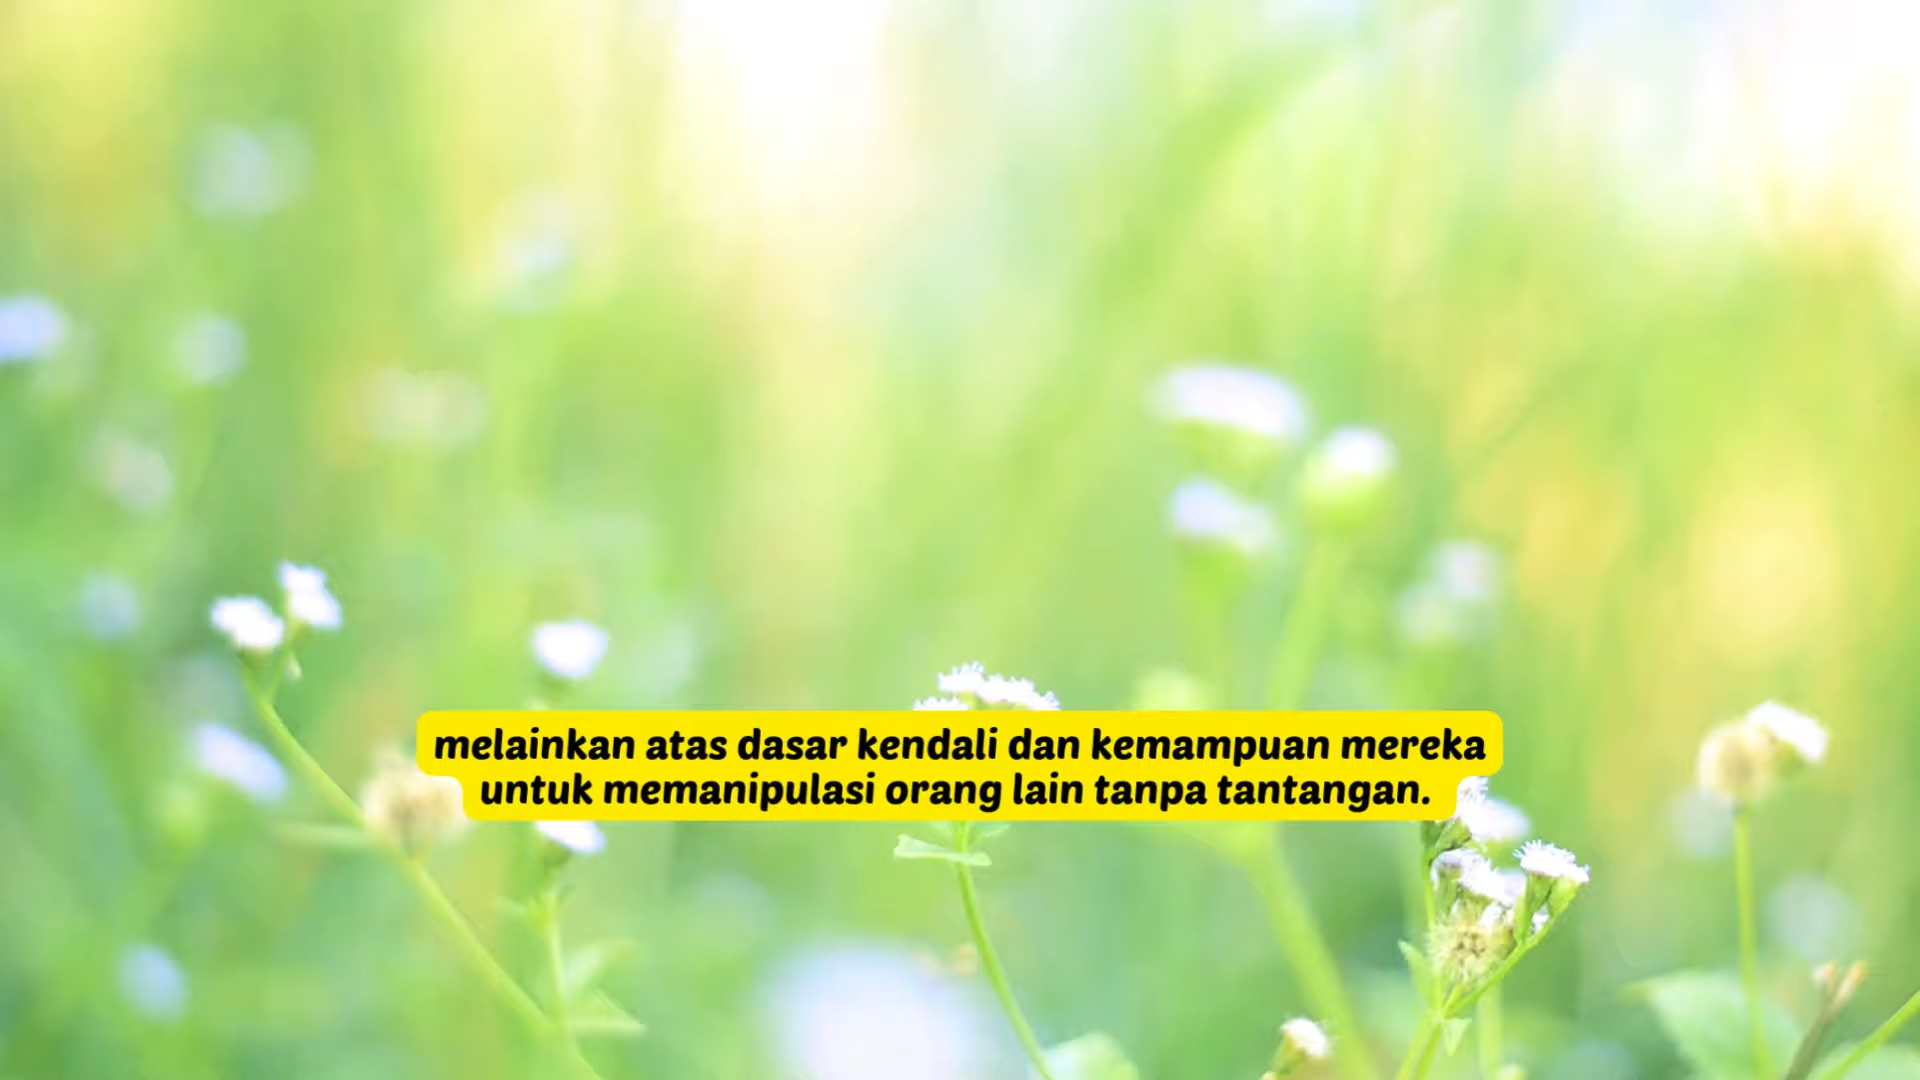 melainkan atas dasar kendali dan kemampuan mereka
untuk memanipulasi orang lain tanpa tantangan.